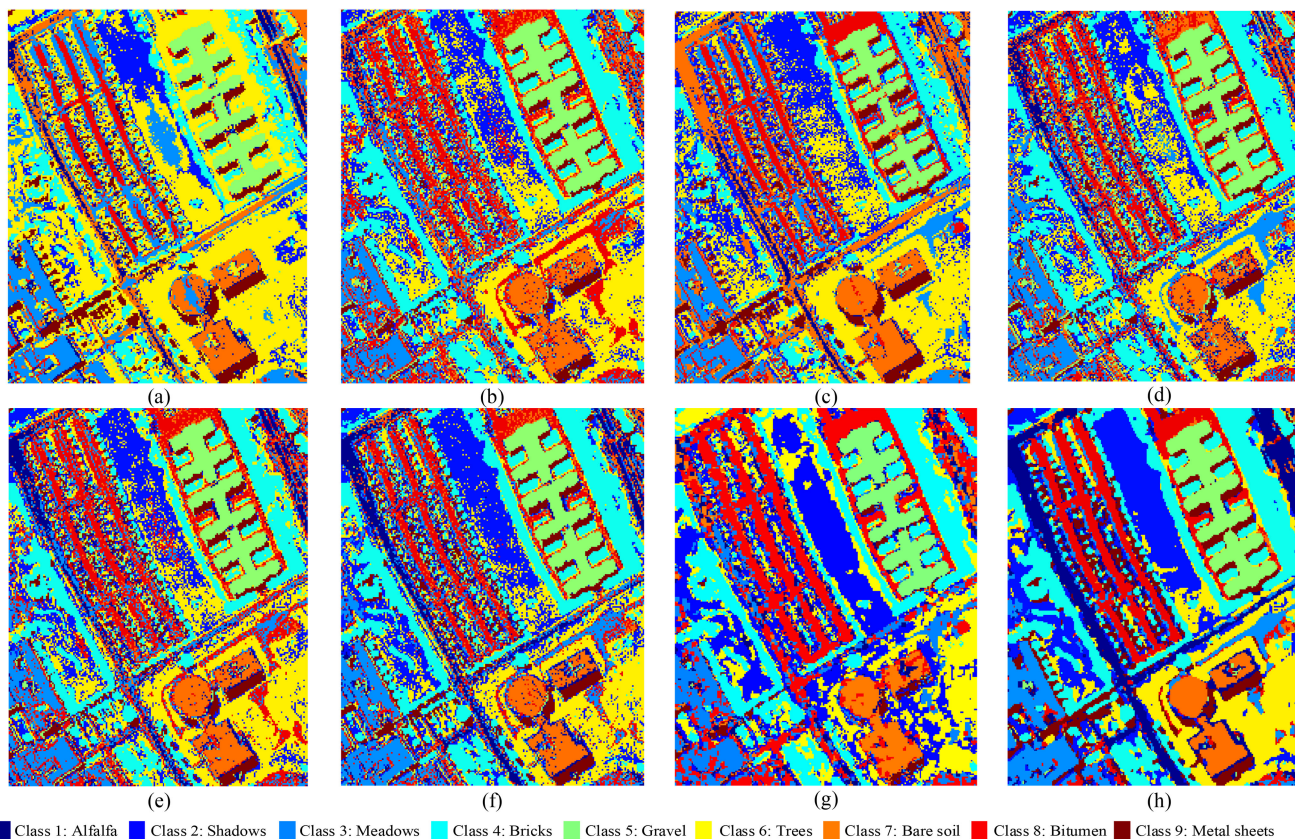 (a) (b) (c) (d)
(e) (f) (g) (h)
Class 1: Alfalfa Class 2: Shadows Class 3: Meadows Class 4: Bricks Class 5: Gravel Class 6: Trees Class 7: Bare soil Class 8: Bitumen Class 9: Metal sheets